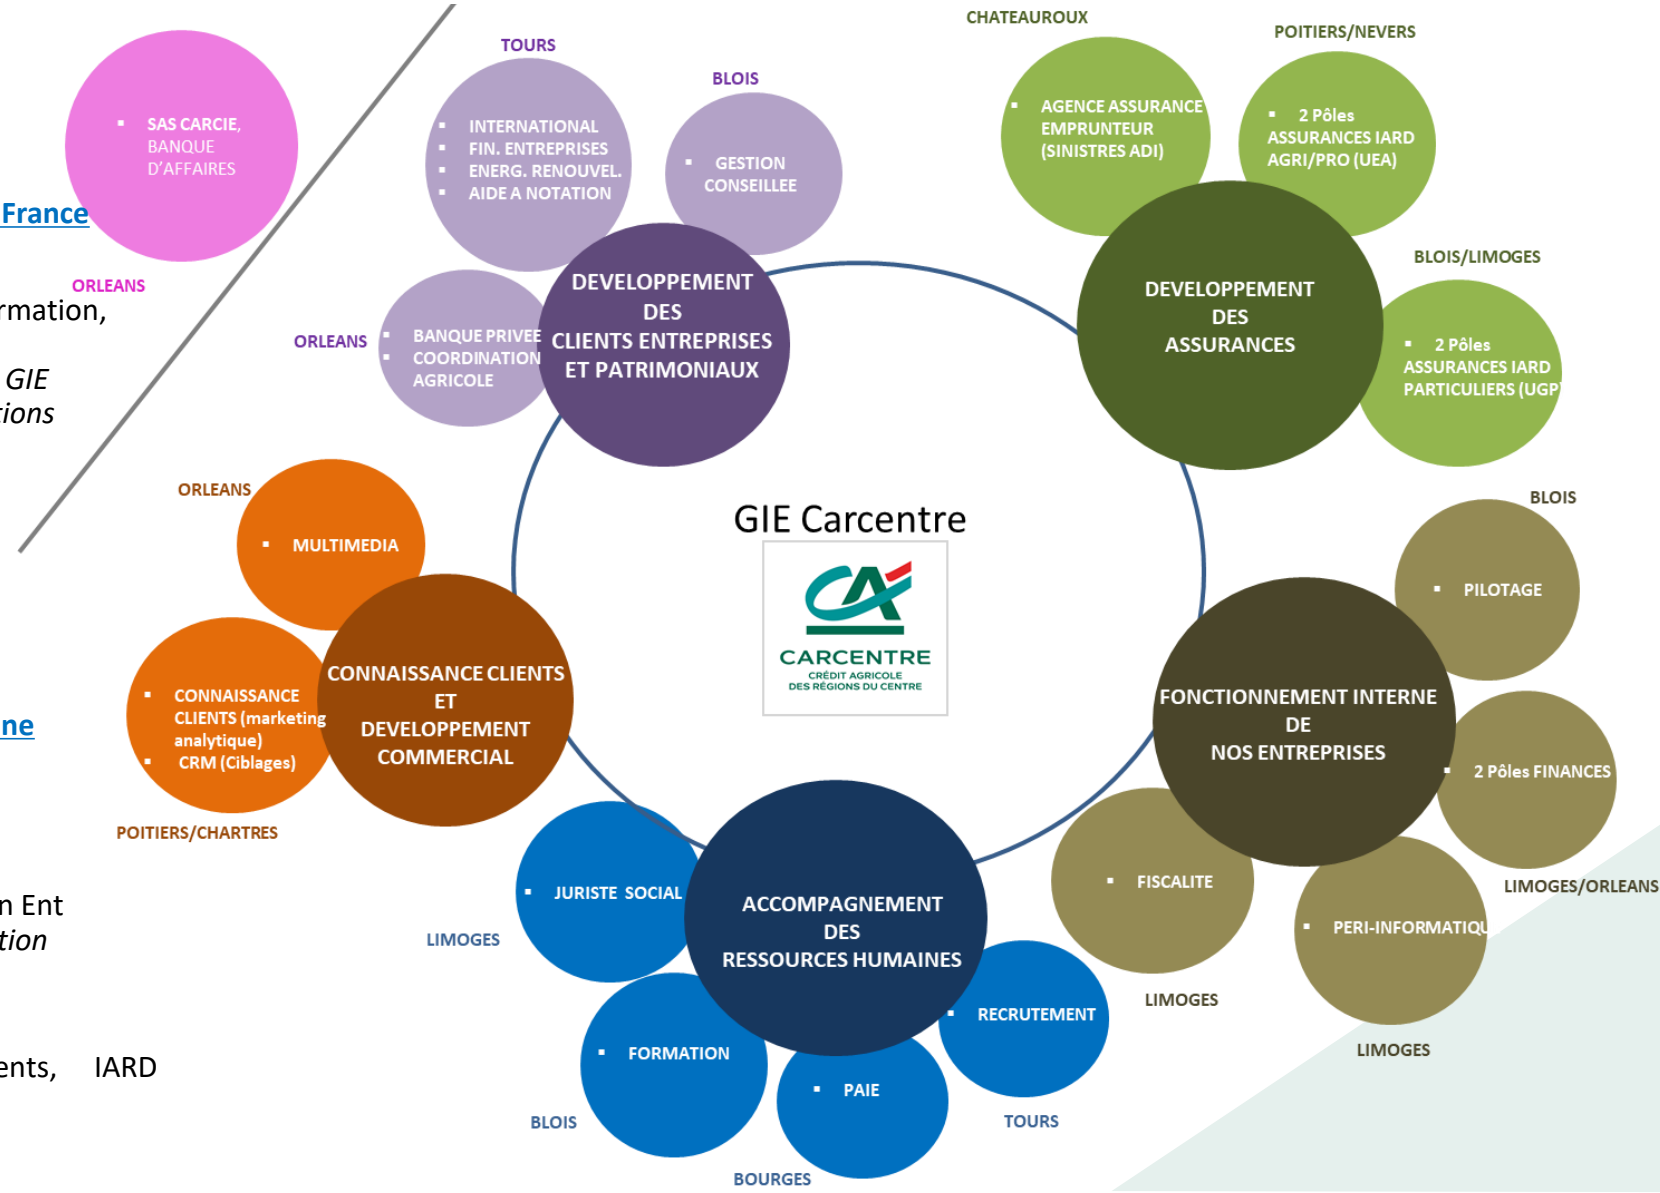 SAS CARCIE,
BANQUE
D'AFFAIRES
France
ORLEANS
rmation,
GIE
tions
ne
n Ent
tion
ents, IARD
TOURS
INTERNATIONAL
FIN. ENTREPRISES
ENERG. RENOUVEL.
AIDE A NOTATION
BLOIS
GESTION
CONSEILLEE
ORLEANS
BANQUE PRIVEE
COORDINATION
AGRICOLE
DEVELOPPEMENT
DES
CLIENTS ENTREPRISES
ET PATRIMONIAUX
CHATEAUROUX
AGENCE ASSURANCE
EMPRUNTEUR
(SINISTRES ADI)
POITIERS/NEVERS
2 Pôles
ASSURANCES IARD
AGRI/PRO (UEA)
BLOIS/LIMOGES
2 Pôles
ASSURANCES IARD
PARTICULIERS (UGP)
DEVELOPPEMENT
DES
ASSURANCES
GIE Carcentre
CARCENTRE
CRÉDIT AGRICOLE
DES RÉGIONS DU CENTRE
ORLEANS
MULTIMEDIA
CONNAISSANCE
CLIENTS (marketing
analytique)
CRM (Ciblages)
POITIERS/CHARTRES
CONNAISSANCE CLIENTS
ET
DEVELOPPEMENT
COMMERCIAL
BLOIS
PILOTAGE
2 Pôles FINANCES
LIMOGES/ORLEANS
FONCTIONNEMENT INTERNE
DE
NOS ENTREPRISES
FISCALITE
LIMOGES
PERI-INFORMATIQU
LIMOGES
JURISTE SOCIAL
LIMOGES
ACCOMPAGNEMENT
DES
RESSOURCES HUMAINES
FORMATION
BLOIS
PAIE
BOURGES
RECRUTEMENT
TOURS